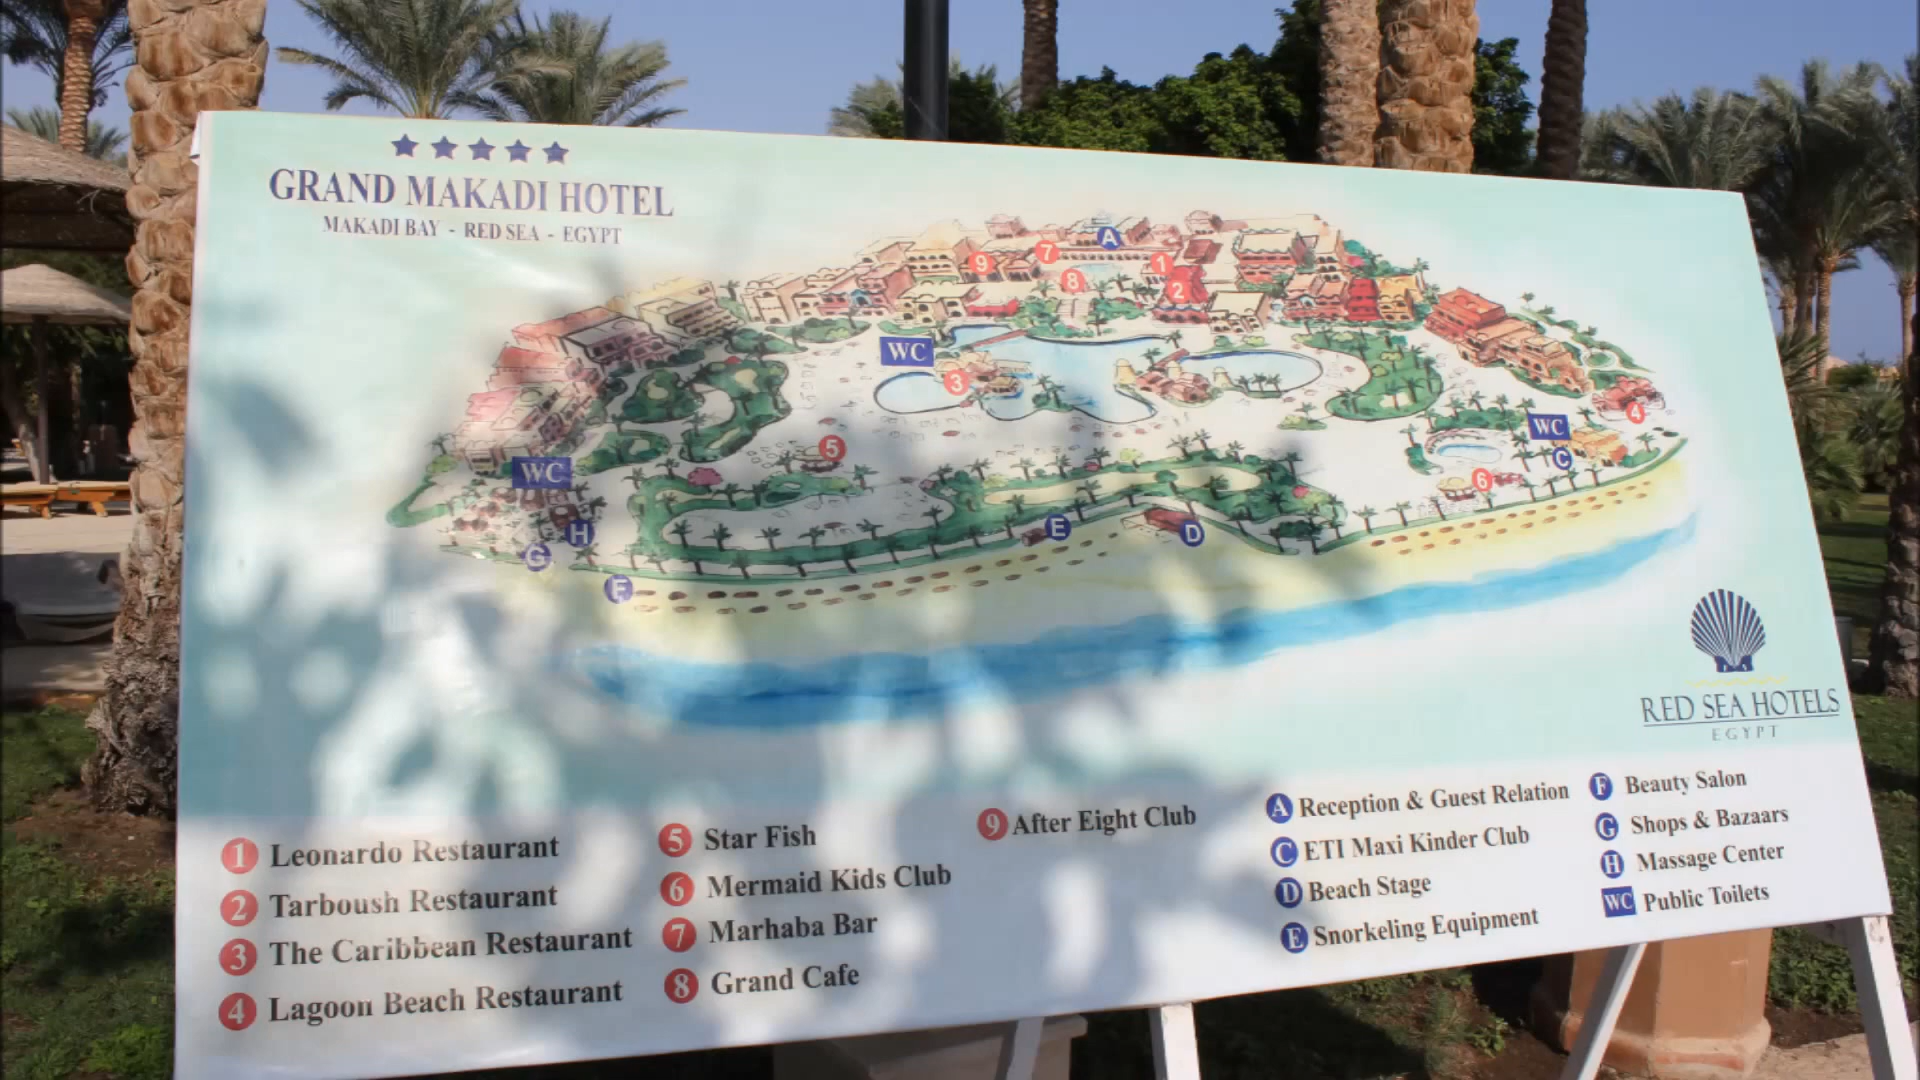 GRAND MAKADI HOTEL
MAKADI BAY - RED SEA - EGYPT
A
9
7
1
8
2
WC
3
4
WC
5
C
WC
6
H
E
D
G
F
RED SEA HOTELS
EGYPT
1 Leonardo Restaurant
2 Tarboush Restaurant
3 The Caribbean Restaurant
4 Lagoon Beach Restaurant
5 Star Fish
6 Mermaid Kids Club
7 Marhaba Bar
8 Grand Cafe
9 After Eight Club
A Reception & Guest Relation
C ETI Maxi Kinder Club
D Beach Stage
E Snorkeling Equipment
F Beauty Salon
G Shops & Bazaars
H Massage Center
WC Public Toilets